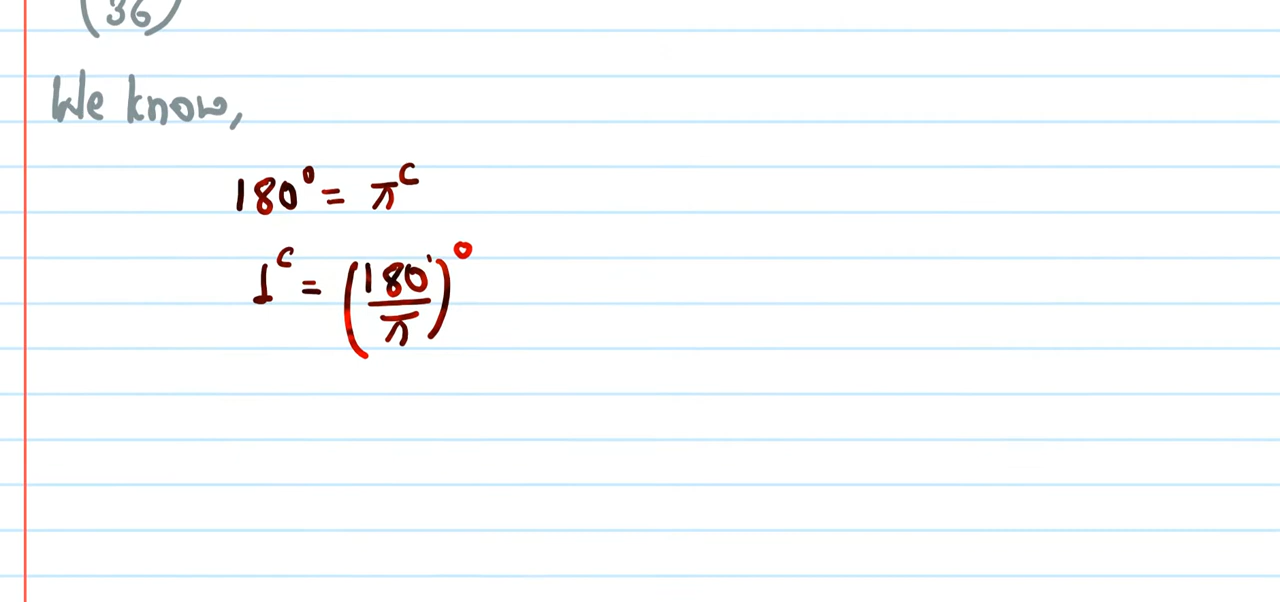 (36)
We know,
180° = π^c
1^c = (180/π)°